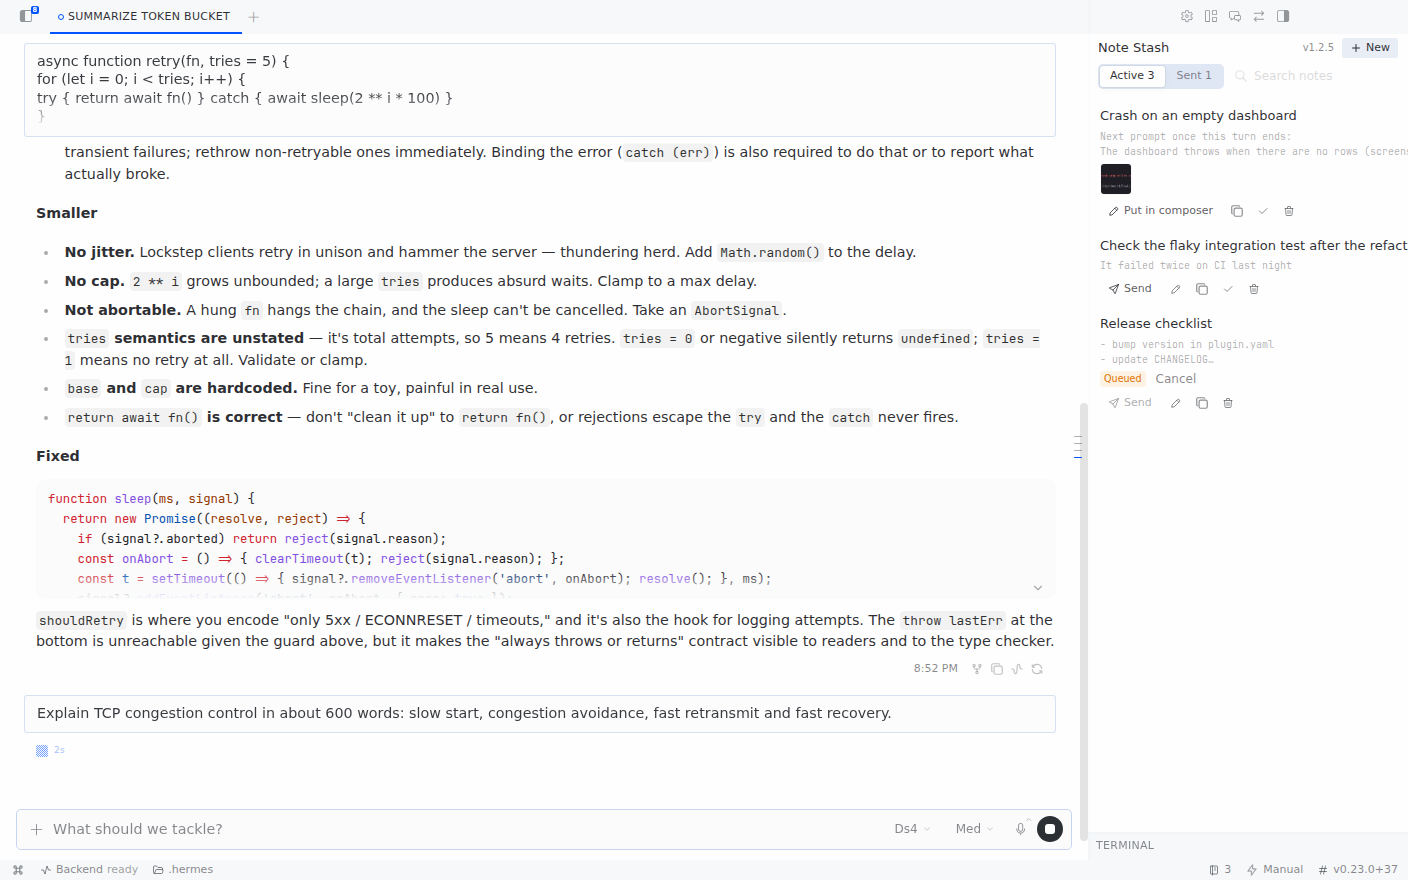 8
SUMMARIZE TOKEN BUCKET
async function retry(fn, tries = 5) {
for (let i = 0; i < tries; i++) {
try { return await fn() } catch { await sleep(2 ** i * 100) }
}
transient failures; rethrow non-retryable ones immediately. Binding the error (catch (err)) is also required to do that or to report what
actually broke.
Smaller
• No jitter. Lockstep clients retry in unison and hammer the server — thundering herd. Add Math.random() to the delay.
• No cap. 2 ** i grows unbounded; a large tries produces absurd waits. Clamp to a max delay.
• Not abortable. A hung fn hangs the chain, and the sleep can't be cancelled. Take an AbortSignal.
• tries semantics are unstated — it's total attempts, so 5 means 4 retries. tries = 0 or negative silently returns undefined; tries =
1 means no retry at all. Validate or clamp.
• base and cap are hardcoded. Fine for a toy, painful in real use.
• return await fn() is correct — don't "clean it up" to return fn(), or rejections escape the try and the catch never fires.
Fixed
function sleep(ms, signal) {
return new Promise((resolve, reject) => {
if (signal?.aborted) return reject(signal.reason);
const onAbort = () => { clearTimeout(t); reject(signal.reason); };
const t = setTimeout(() => { signal?.removeEventListener('abort', onAbort); resolve(); }, ms);
shouldRetry is where you encode "only 5xx / ECONNRESET / timeouts," and it's also the hook for logging attempts. The throw lastErr at the
bottom is unreachable given the guard above, but it makes the "always throws or returns" contract visible to readers and to the type checker.
8:52 PM
Explain TCP congestion control in about 600 words: slow start, congestion avoidance, fast retransmit and fast recovery.
2s
What should we tackle?
Ds4
Med
Backend ready
.hermes
Note Stash
v1.2.5
+ New
Active 3
Sent 1
Search notes
Crash on an empty dashboard
Next prompt once this turn ends:
The dashboard throws when there are no rows (screens
Put in composer
Check the flaky integration test after the refact
It failed twice on CI last night
Send
Release checklist
- bump version in plugin.yaml
- update CHANGELOG…
Queued
Cancel
Send
TERMINAL
3
Manual
# v0.23.0+37